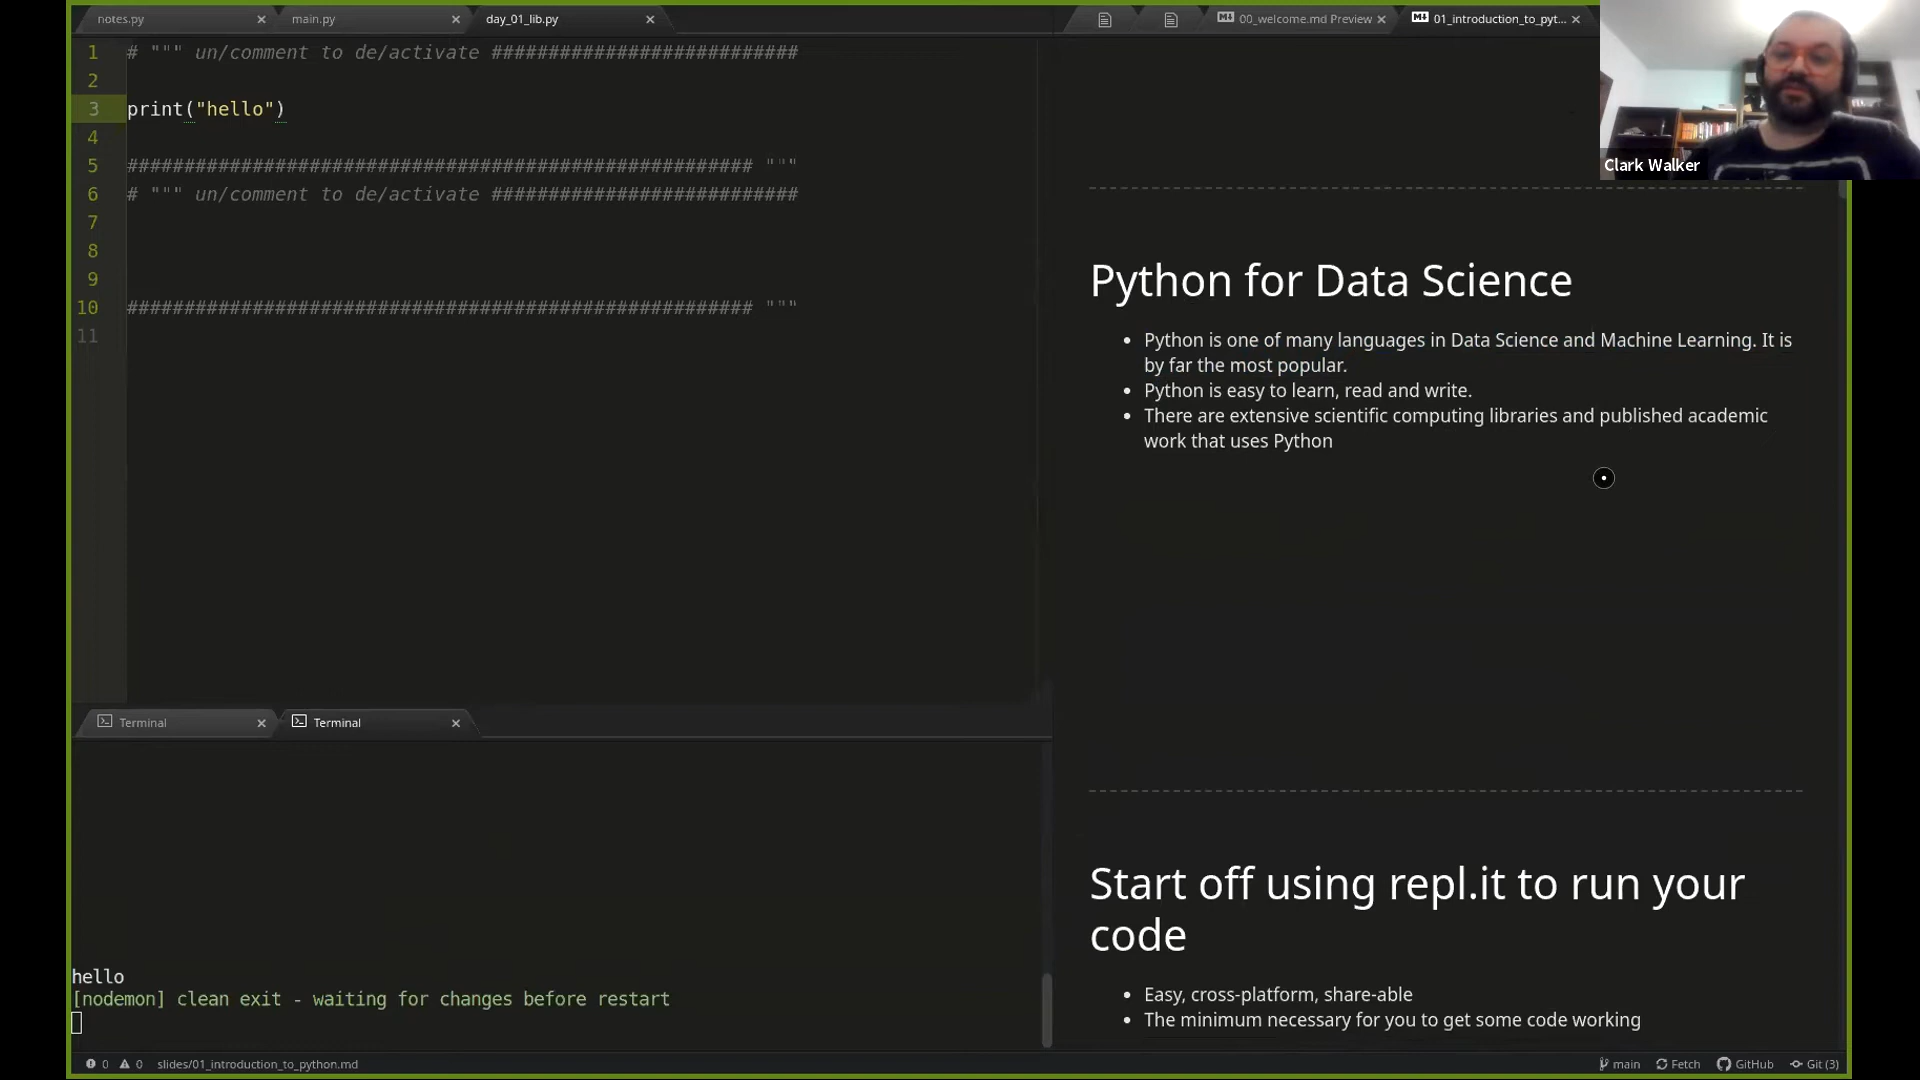 notes.py
main.py
day_01_lib.py
1 # """ un/comment to de/activate ###########################
2
3 print("hello")
4
5 ####################################################### """
6 # """ un/comment to de/activate ###########################
7
8
9
10 ####################################################### """
11
Terminal
Terminal
hello
[nodemon] clean exit - waiting for changes before restart
00_welcome.md Preview
01_introduction_to_pyt...
Clark Walker
Python for Data Science
Python is one of many languages in Data Science and Machine Learning. It is
by far the most popular.
Python is easy to learn, read and write.
There are extensive scientific computing libraries and published academic
work that uses Python
Start off using repl.it to run your
code
Easy, cross-platform, share-able
The minimum necessary for you to get some code working
0 0 slides/01_introduction_to_python.md
main Fetch GitHub Git (3)